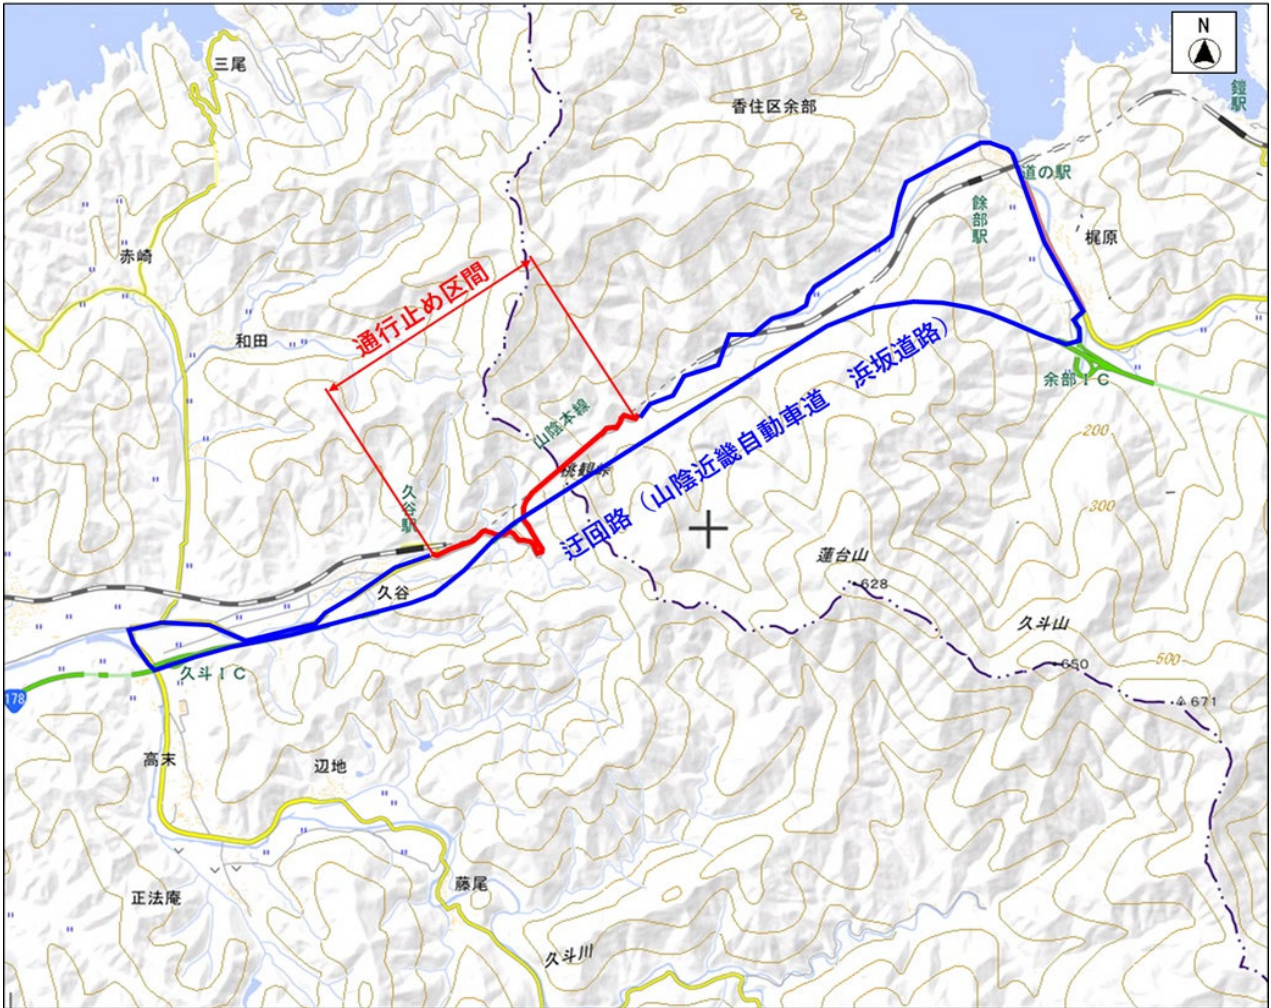 N
三尾
鎧駅
香住区余部
道の駅
餘部駅
梶原
赤崎
通行止め区間
和田
余部IC
山陰本線
200
桃観峠
迂回路（山陰近畿自動車道　浜坂道路）
久谷駅
300
蓮台山
628
久谷
久斗山
650
500
671
久斗IC
178
高末
辺地
藤尾
正法庵
久斗川